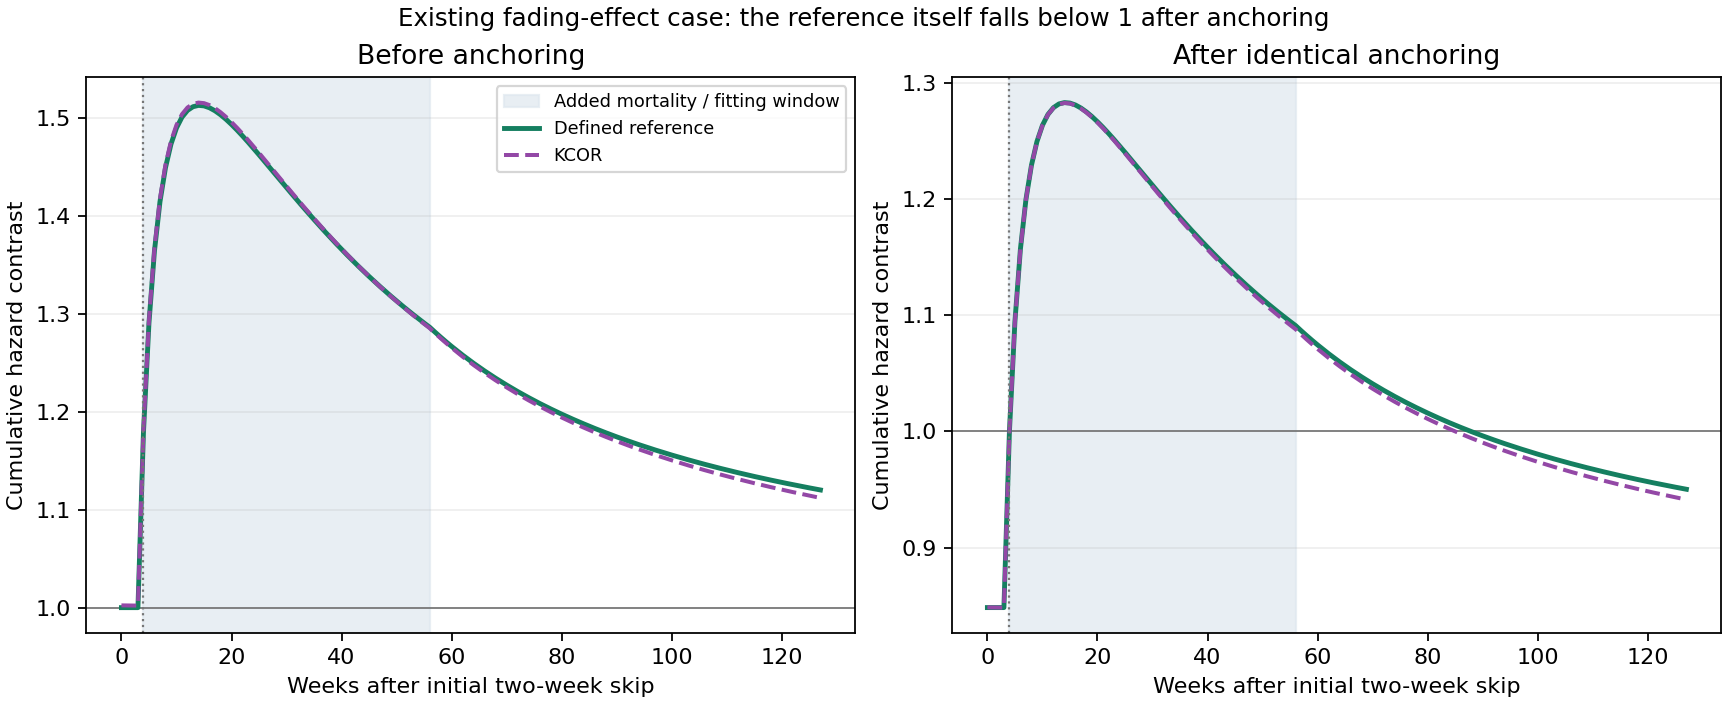 Existing fading-effect case: the reference itself falls below 1 after anchoring
Before anchoring
Added mortality / fitting window
Defined reference
KCOR
Cumulative hazard contrast
1.5
1.4
1.3
1.2
1.1
1.0
0
20
40
60
80
100
120
Weeks after initial two-week skip
After identical anchoring
Cumulative hazard contrast
1.3
1.2
1.1
1.0
0.9
0
20
40
60
80
100
120
Weeks after initial two-week skip